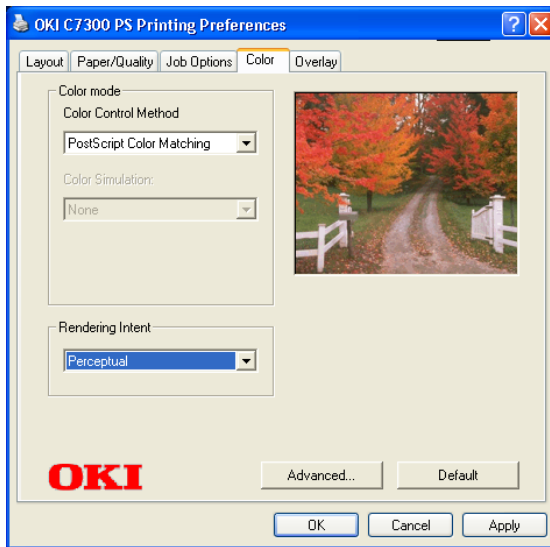 OKI C7300 PS Printing Preferences
Layout Paper/Quality Job Options Color Overlay
Color mode
Color Control Method
PostScript Color Matching
Color Simulation:
None
Rendering Intent
Perceptual
OKI
Advanced... Default
OK Cancel Apply